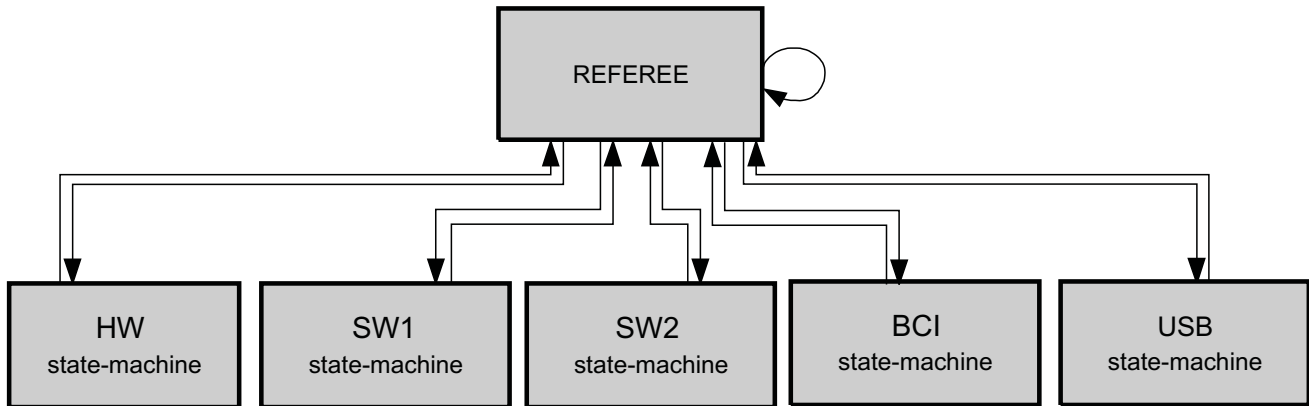 REFEREE
HW
state-machine
SW1
state-machine
SW2
state-machine
BCI
state-machine
USB
state-machine